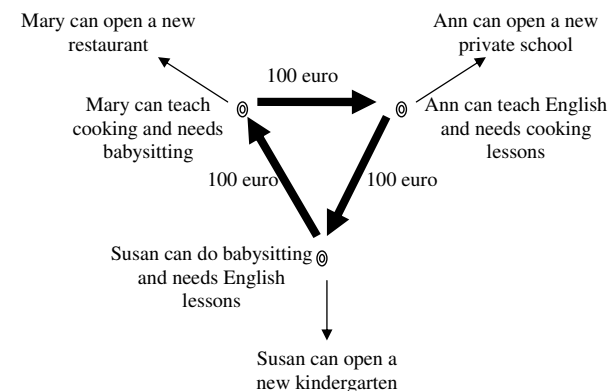 Mary can open a new
restaurant
Ann can open a new
private school
100 euro
Mary can teach
cooking and needs
babysitting
Ann can teach English
and needs cooking
lessons
100 euro
100 euro
Susan can do babysitting
and needs English
lessons
Susan can open a
new kindergarten